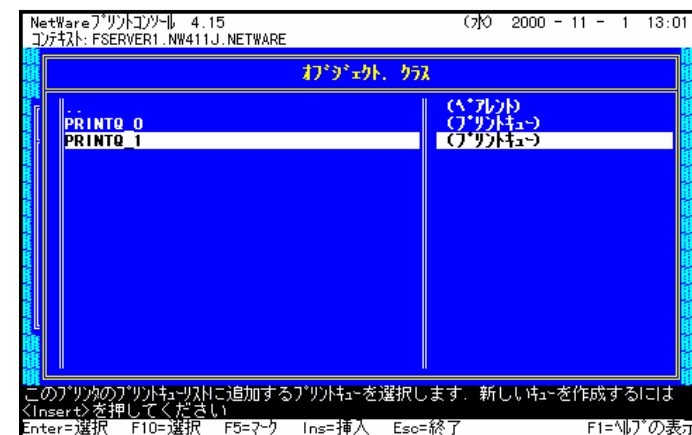 NetWareﾌﾟﾘﾝﾄｺﾝｿｰﾙ 4.15 (水) 2000 - 11 - 1 13:01
ｺﾝﾃｷｽﾄ: FSERVER1.NW411J.NETWARE
ｵﾌﾞｼﾞｪｸﾄ, ｸﾗｽ
.. (ﾍﾟｱﾚﾝﾄ)
PRINTQ_0 (ﾌﾟﾘﾝﾄｷｭｰ)
PRINTQ_1 (ﾌﾟﾘﾝﾄｷｭｰ)
このﾌﾟﾘﾝﾀのﾌﾟﾘﾝﾄｷｭｰﾘｽﾄに追加するﾌﾟﾘﾝﾄｷｭｰを選択します. 新しいｷｭｰを作成するには
<Insert>を押してください
Enter=選択 F10=選択 F5=ﾏｰｸ Ins=挿入 Esc=終了 F1=ﾍﾙﾌﾟの表示